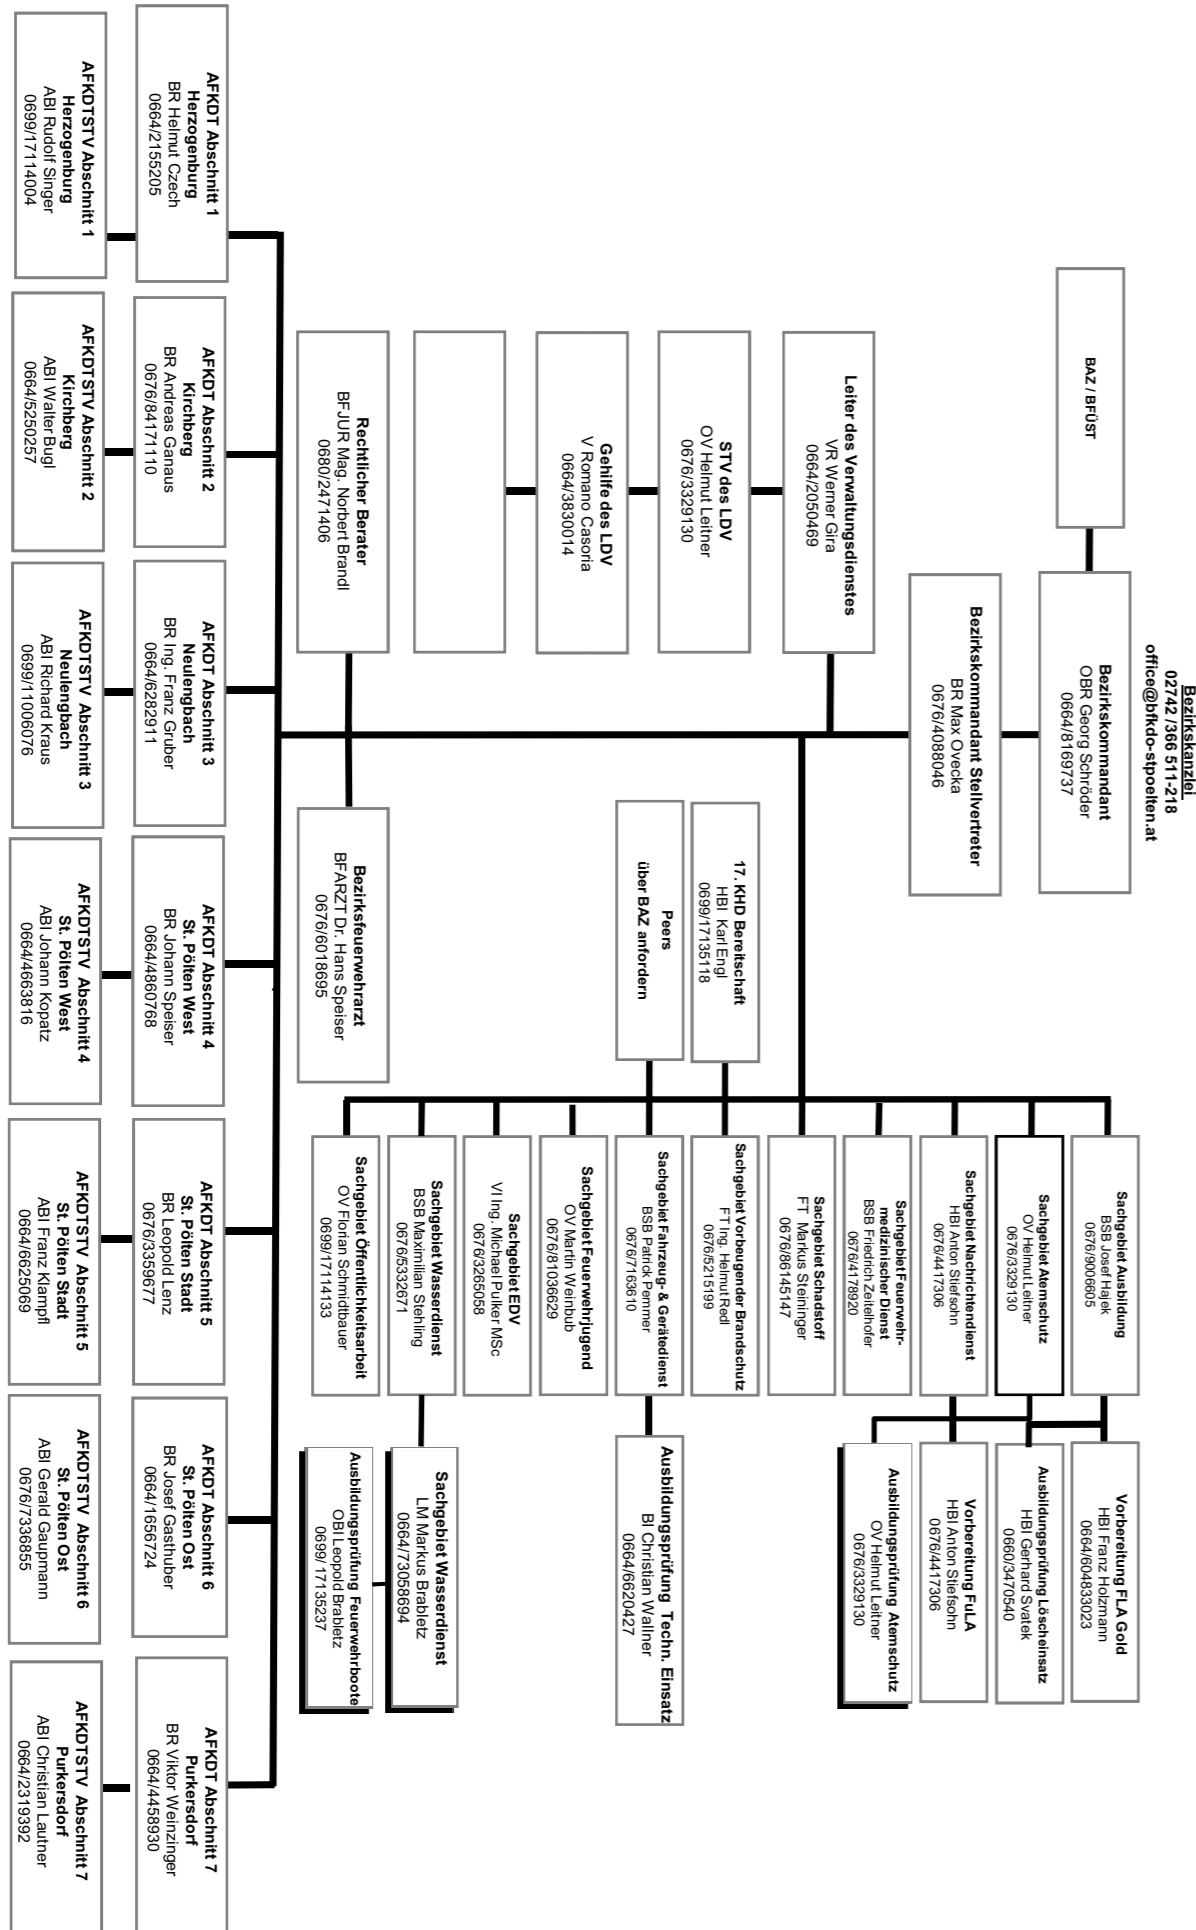 Bezirkskanzlei
02742 /366 511-218
office@bfkdo-stpoelten.at
BAZ / BFÜST
Bezirkskommandant
OBR Georg Schröder
0664/8169737
Bezirkskommandant Stellvertreter
BR Max Ovecka
0676/4088046
Leiter des Verwaltungsdienstes
VR Werner Gira
0664/2050469
STV des LDV
OV Helmut Leitner
0676/3329130
Gehilfe des LDV
V Romano Casoria
0664/3830014
Rechtlicher Berater
BFJUR Mag. Norbert Brandl
0680/2471406
Bezirksfeuerwehrarzt
BFARZT Dr. Hans Speiser
0676/6018695
17. KHD Bereitschaft
HBI Karl Engl
0699/17135118
Peers
über BAZ anfordern
Sachgebiet Ausbildung
BSB Josef Hajek
0676/9006605
Sachgebiet Atemschutz
OV Helmut Leitner
0676/3329130
Sachgebiet Nachrichtendienst
HBI Anton Stiefsohn
0676/4417306
Sachgebiet Feuerwehr-
medizinischer Dienst
BSB Friedrich Zeitelhofer
0676/4178920
Sachgebiet Schadstoff
FT Markus Steininger
0676/86145147
Sachgebiet Vorbeugender Brandschutz
FT Ing. Helmut Redl
0676/5215199
Sachgebiet Fahrzeug- & Gerätedienst
BSB Patrick Pemmer
0676/7163610
Sachgebiet Feuerwehrjugend
OV Martin Weinbub
0676/81036629
Sachgebiet EDV
VI Ing. Michael Pulker MSc
0676/3265058
Sachgebiet Wasserdienst
BSB Maximilian Stehling
0676/5332671
Sachgebiet Öffentlichkeitsarbeit
OV Florian Schmidtbauer
0699/17114133
Vorbereitung FLA Gold
HBI Franz Holzmann
0664/604833023
Ausbildungsprüfung Löscheinsatz
HBI Gerhard Svatek
0660/3470540
Vorbereitung FuLA
HBI Anton Stiefsohn
0676/4417306
Ausbildungsprüfung Atemschutz
OV Helmut Leitner
0676/3329130
Ausbildungsprüfung Techn. Einsatz
BI Christian Wallner
0664/6620427
Sachgebiet Wasserdienst
LM Markus Brabletz
0664/73058694
Ausbildungsprüfung Feuerwehrboote
OBI Leopold Brabletz
0699/ 17135237
AFKDT Abschnitt 1
Herzogenburg
BR Helmut Czech
0664/2155205
AFKDT Abschnitt 2
Kirchberg
BR Andreas Ganaus
0676/84171110
AFKDT Abschnitt 3
Neulengbach
BR Ing. Franz Gruber
0664/6282911
AFKDT Abschnitt 4
St. Pölten West
BR Johann Speiser
0664/4860768
AFKDT Abschnitt 5
St. Pölten Stadt
BR Leopold Lenz
0676/3359677
AFKDT Abschnitt 6
St. Pölten Ost
BR Josef Gasthuber
0664/1656724
AFKDT Abschnitt 7
Purkersdorf
BR Viktor Weinzinger
0664/4458930
AFKDTSTV Abschnitt 1
Herzogenburg
ABI Rudolf Singer
0699/17114004
AFKDTSTV Abschnitt 2
Kirchberg
ABI Walter Bugl
0664/5250257
AFKDTSTV Abschnitt 3
Neulengbach
ABI Richard Kraus
0699/11006076
AFKDTSTV Abschnitt 4
St. Pölten West
ABI Johann Kopatz
0664/4663816
AFKDTSTV Abschnitt 5
St. Pölten Stadt
ABI Franz Klampfl
0664/6625069
AFKDTSTV Abschnitt 6
St. Pölten Ost
ABI Gerald Gaupmann
0676/7336855
AFKDTSTV Abschnitt 7
Purkersdorf
ABI Christian Lautner
0664/2319392